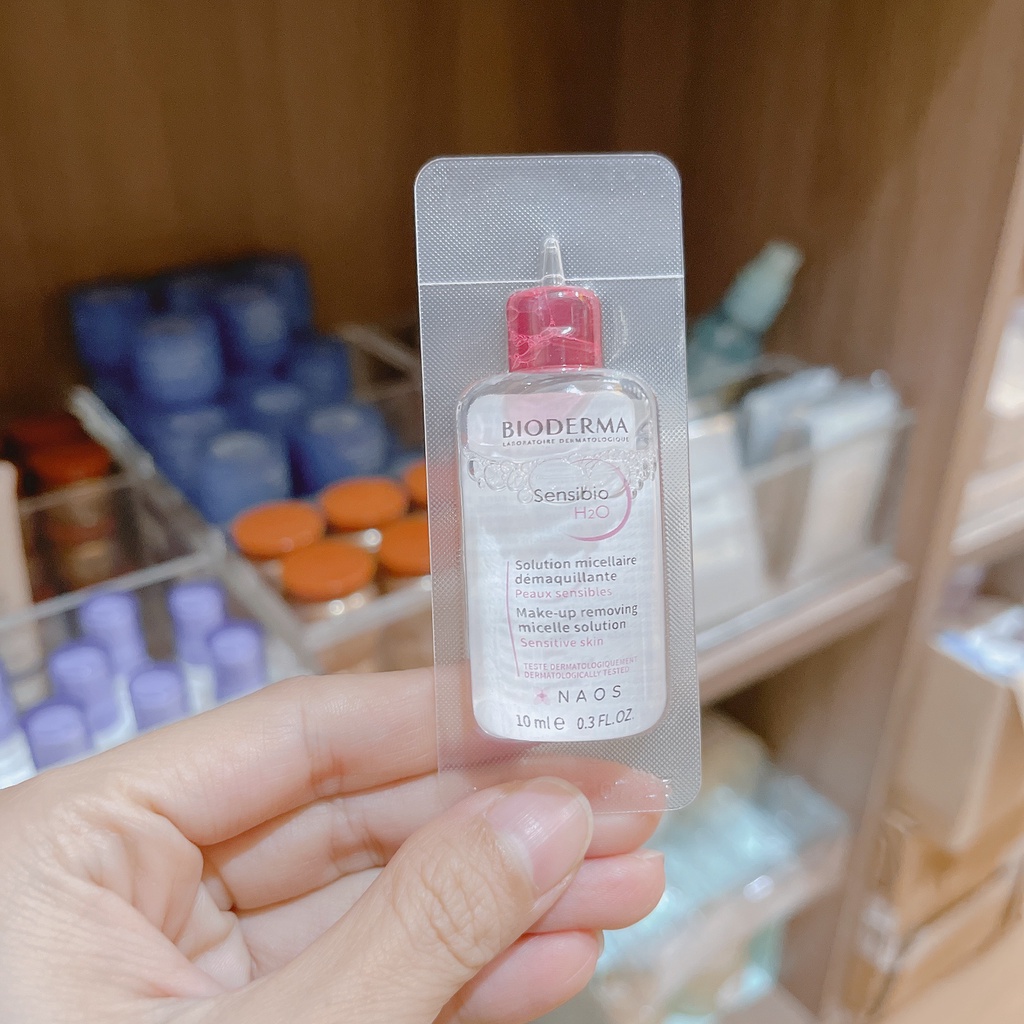 BIODERMA
LABORATOIRE DERMATOLOGIQUE
Sensibio
H2O
Solution micellaire
démaquillante
Peaux sensibles
Make-up removing
micelle solution
Sensitive skin
TESTÉ DERMATOLOGIQUEMENT
DERMATOLOGICALLY TESTED
NAOS
10 ml e 0.3 FL.OZ.